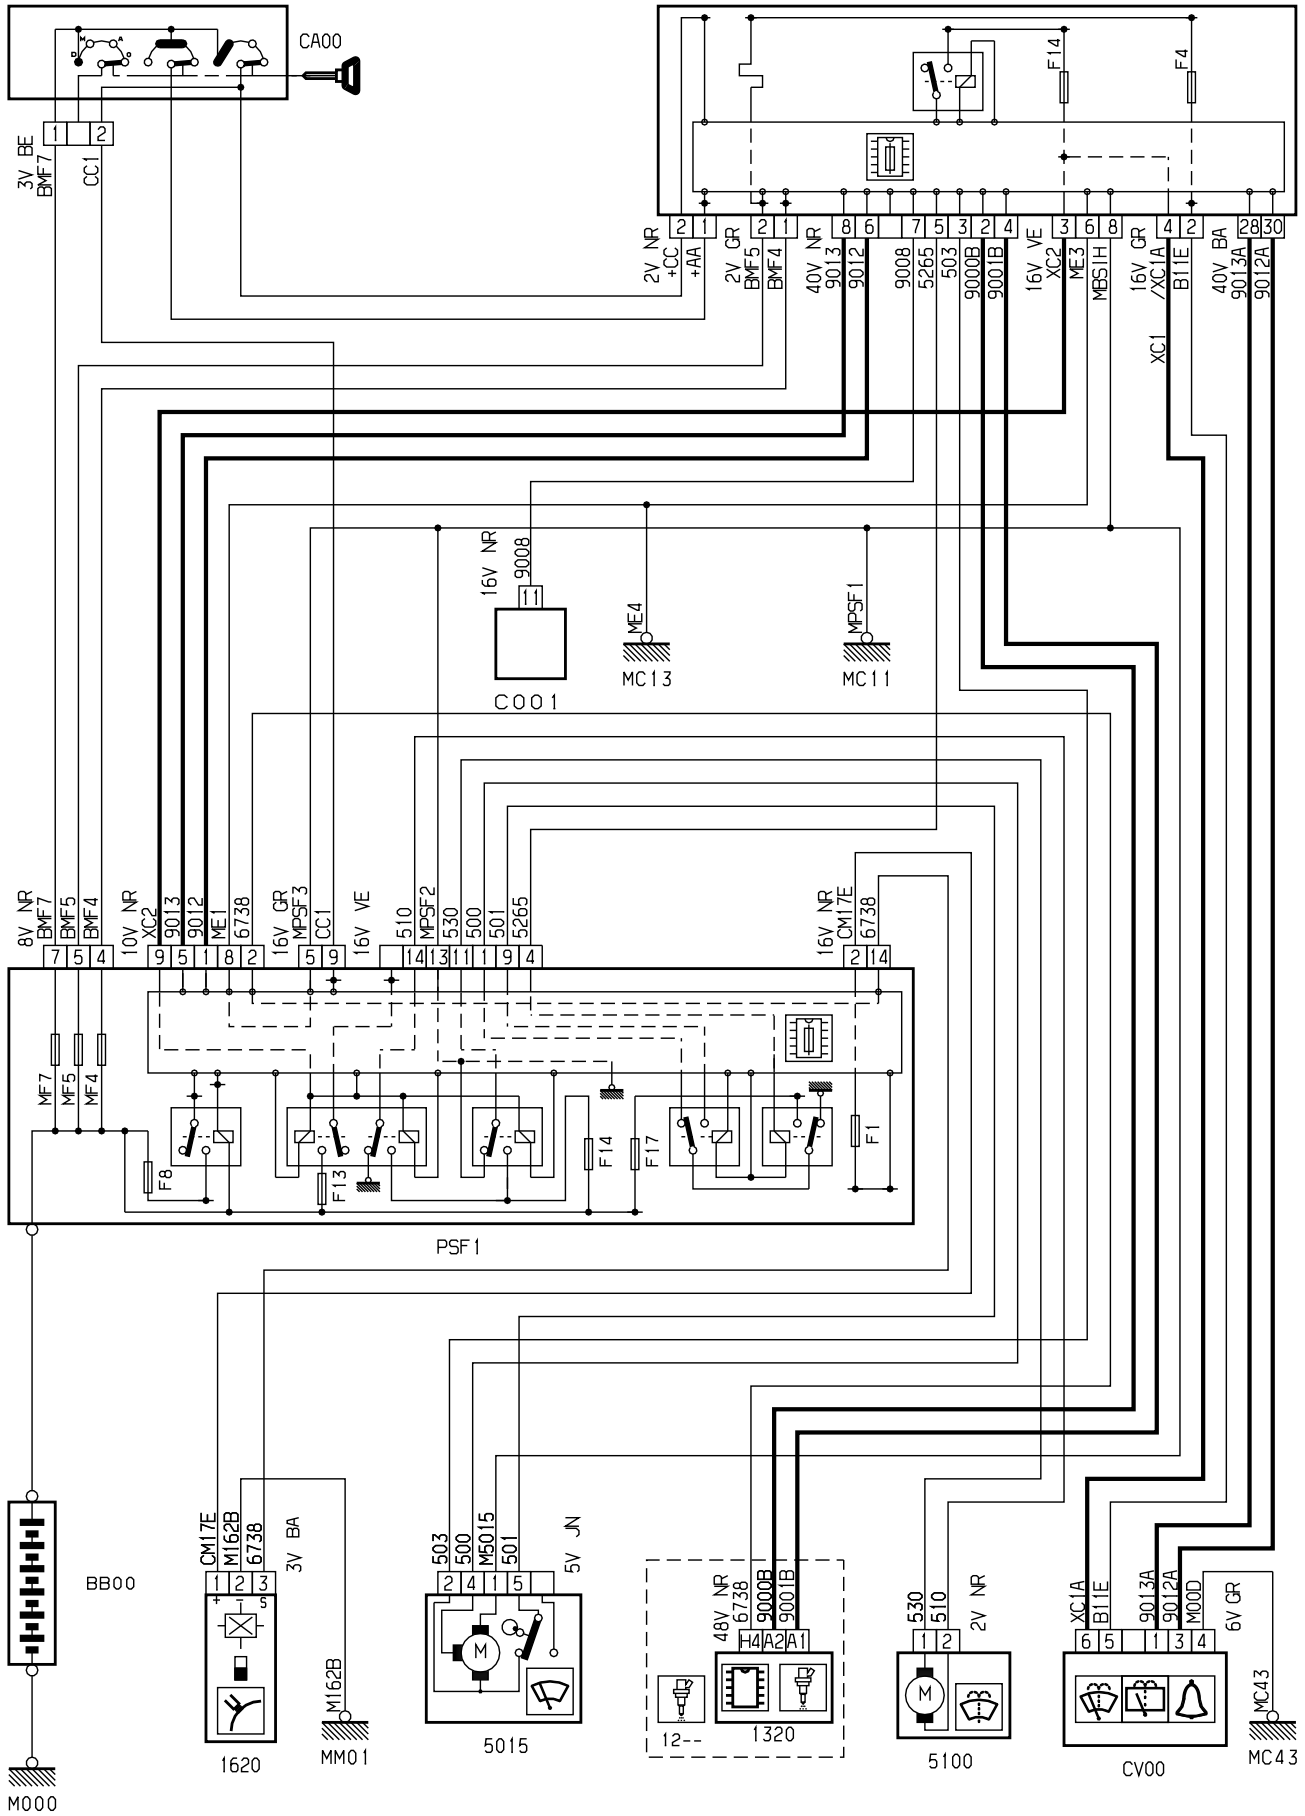 CA00
M A
D O
1 2
3V BE
BMF7
CC1
F14
F4
2 1 2 1 8 6 7 5 3 2 4 3 6 8 4 2 28 30
2V NR
+CC
+AA
2V GR
BMF5
BMF4
40V NR
9013
9012
9008
5265
503
9000B
9001B
16V VE
XC2
ME3
MBSIH
16V GR
/XC1A
B11E
40V BA
9013A
9012A
XC1
16V NR
9008
11
C001
ME4
MC13
MPSF1
MC11
8V NR
BMF7
BMF5
BMF4
10V NR
XC2
9013
9012
ME1
6738
16V GR
MPSF3
CC1
16V VE
510
MPSF2
530
500
501
5265
16V NR
CM17E
6738
7 5 4 9 5 1 8 2 5 9 14 13 11 1 9 4 2 14
MF7
MF5
MF4
F8
F13
F14
F17
F1
PSF1
BB00
M000
CM17E
M162B
6738
3V BA
1 2 3
+ − S
1620
M162B
MM01
503
500
M5015
501
5V JN
2 4 1 5
M
5015
48V NR
6738
9000B
9001B
H4 A2 A1
12--
1320
530
510
2V NR
1 2
M
5100
XC1A
B11E
9013A
9012A
M00D
6V GR
6 5 1 3 4
CV00
MC43
MC43